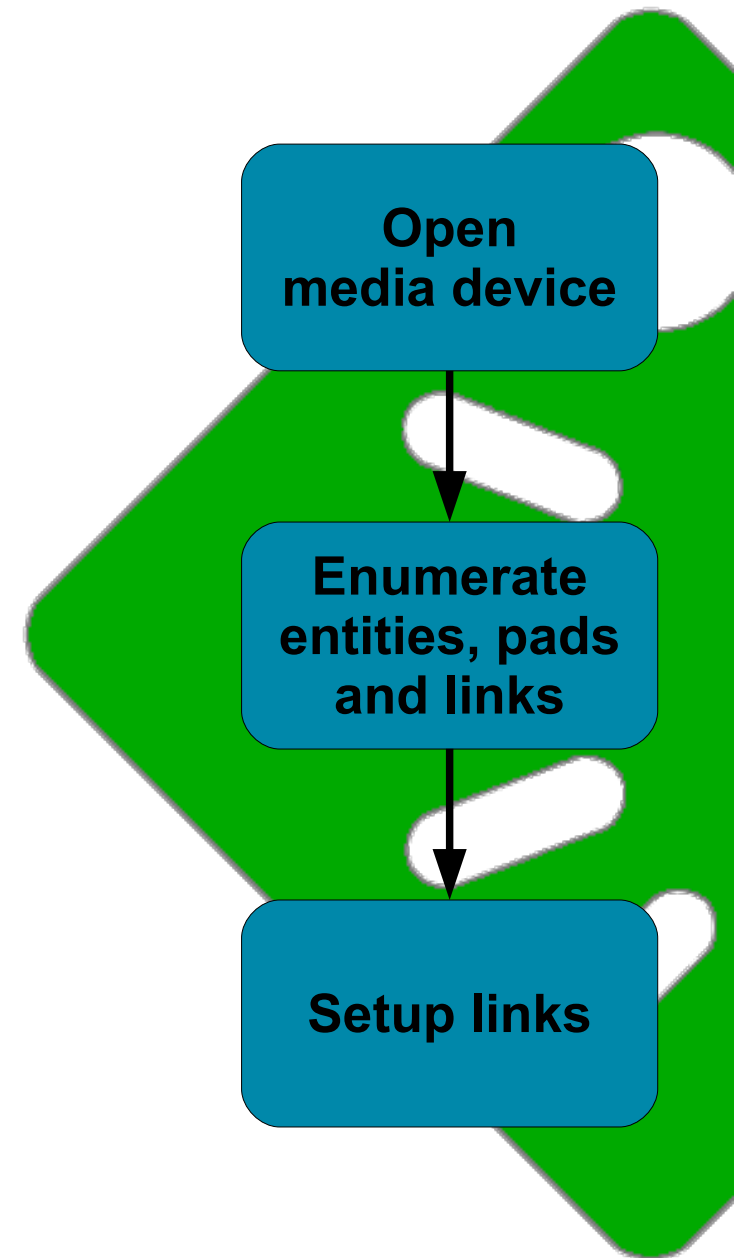 Open
media device
Enumerate
entities, pads
and links
Setup links